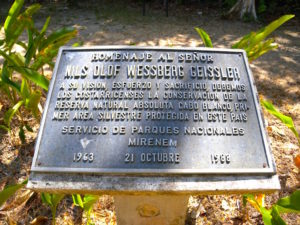 HOMENAJE AL SEÑOR
NILS OLOF WESSBERG GEISSLER
A SU VISION, ESFUERZO Y SACRIFICIO DEBEMOS
LOS COSTARRICENSES LA CONSERVACION DE LA
RESERVA NATURAL ABSOLUTA CABO BLANCO PRI-
MER AREA SILVESTRE PROTEGIDA EN ESTE PAIS
SERVICIO DE PARQUES NACIONALES
MIRENEM
1963 21 OCTUBRE 1988